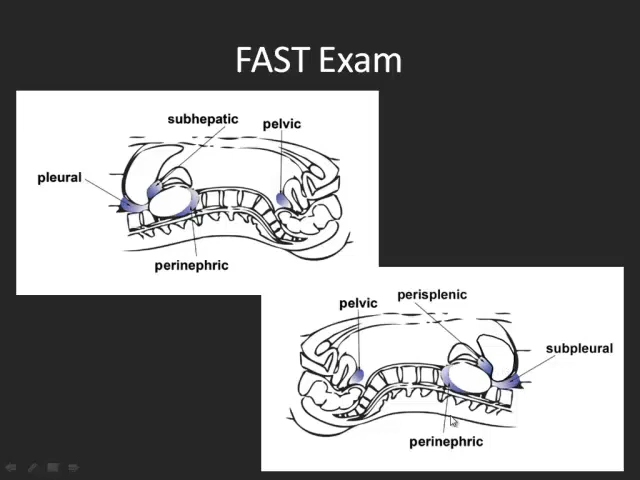 FAST Exam
subhepatic
pelvic
pleural
perinephric
pelvic
perisplenic
subpleural
perinephric